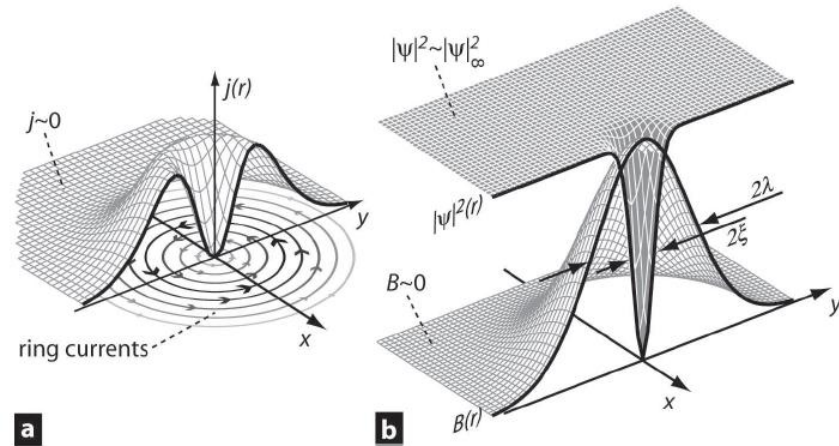 j(r)
j~0
y
x
ring currents
a
|ψ|²~|ψ|²∞
|ψ|²(r)
2λ
2ξ
B~0
y
x
B(r)
b